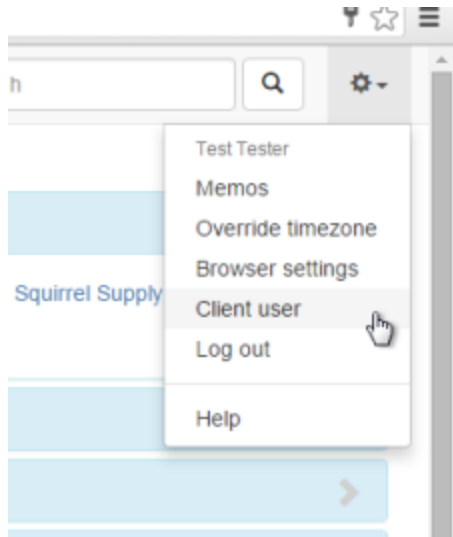 h
Test Tester
Memos
Override timezone
Browser settings
Squirrel Supply
Client user
Log out
Help